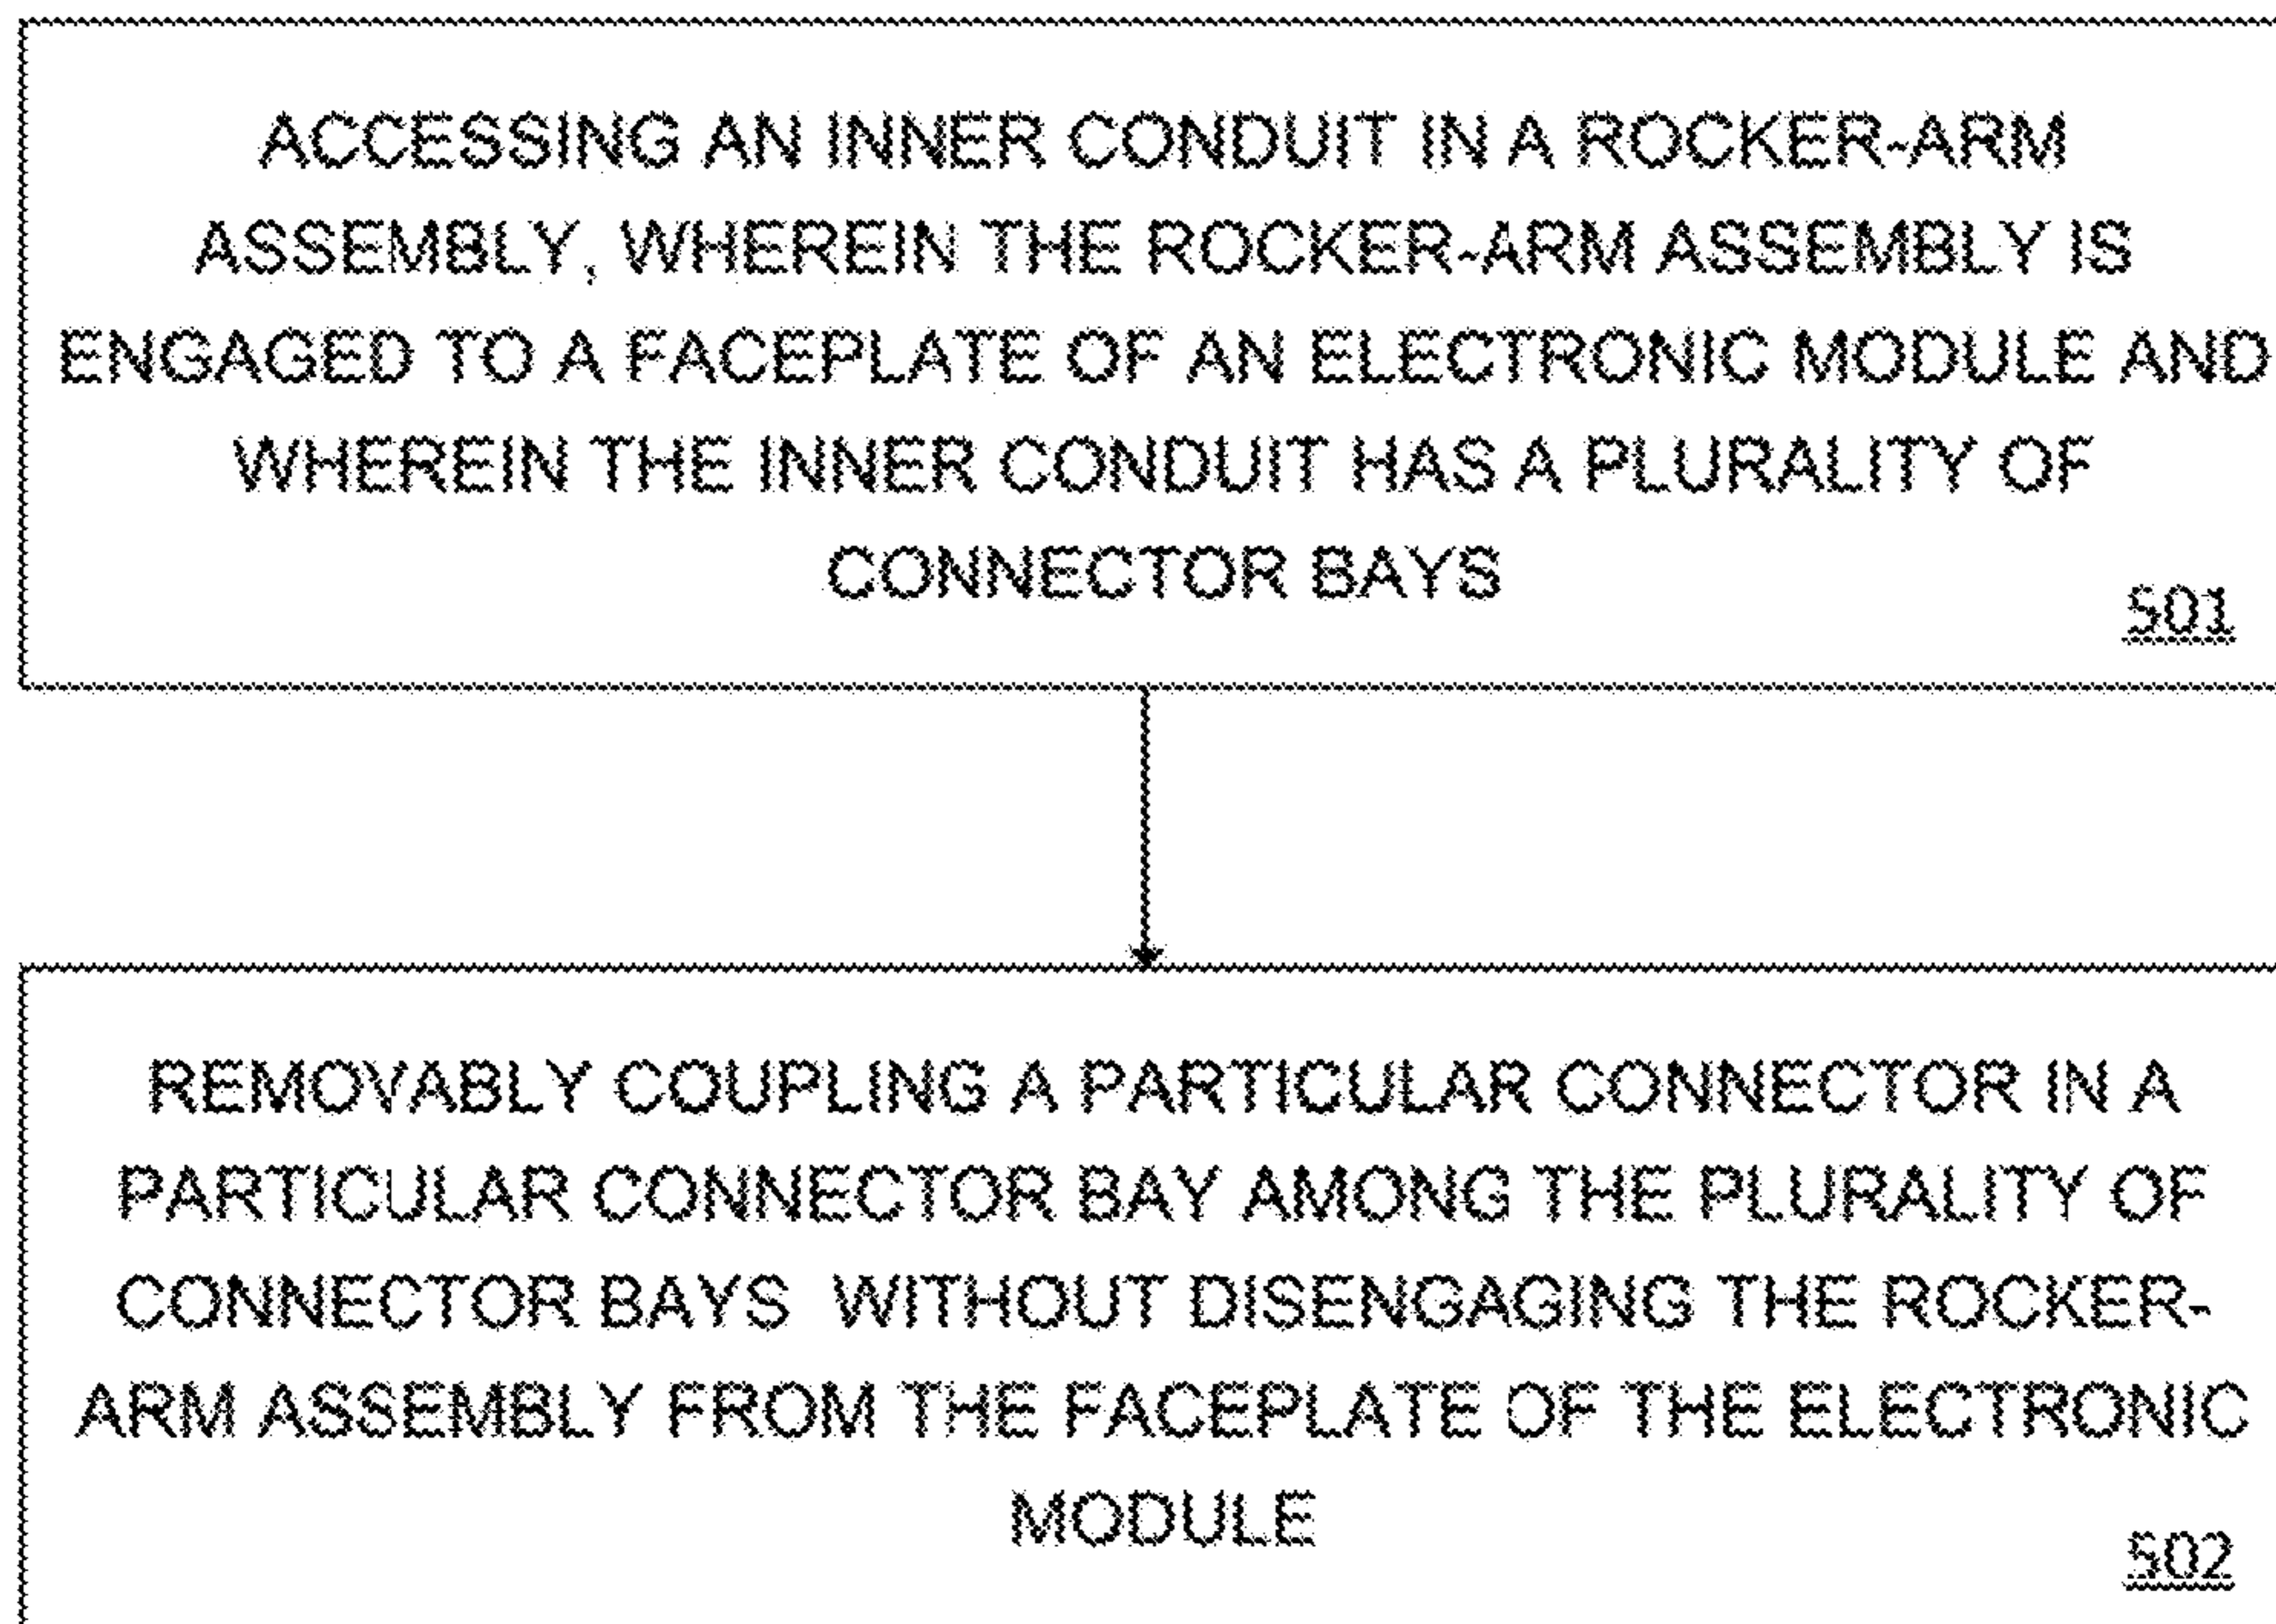 ACCESSING AN INNER CONDUIT IN A ROCKER-ARM
ASSEMBLY, WHEREIN THE ROCKER-ARM ASSEMBLY IS
ENGAGED TO A FACEPLATE OF AN ELECTRONIC MODULE AND
WHEREIN THE INNER CONDUIT HAS A PLURALITY OF
CONNECTOR BAYS
501
REMOVABLY COUPLING A PARTICULAR CONNECTOR IN A
PARTICULAR CONNECTOR BAY AMONG THE PLURALITY OF
CONNECTOR BAYS WITHOUT DISENGAGING THE ROCKER-
ARM ASSEMBLY FROM THE FACEPLATE OF THE ELECTRONIC
MODULE
502